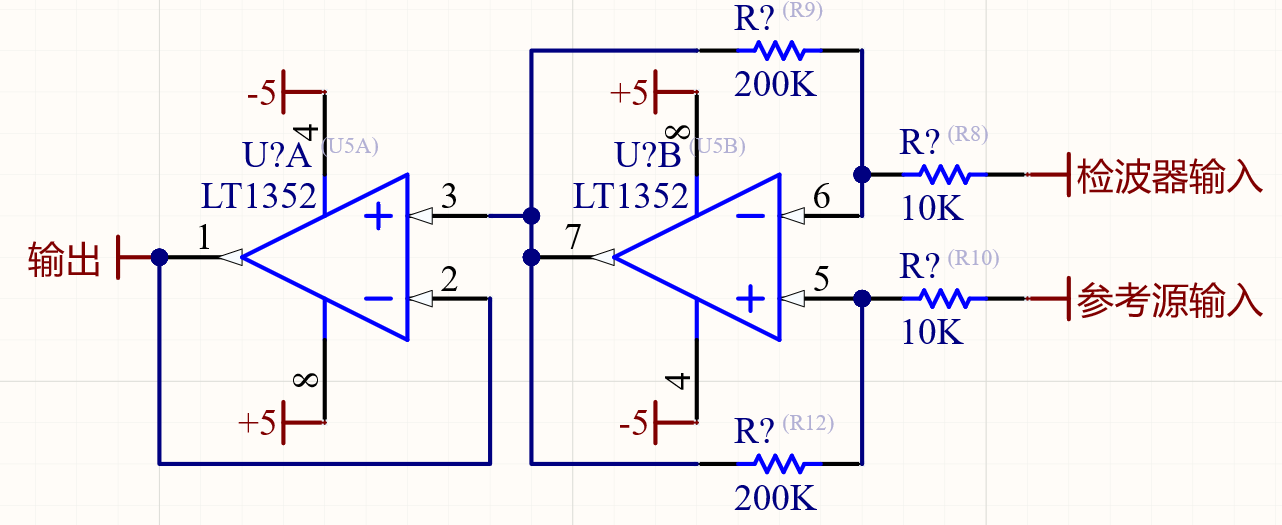 R? (R9)
200K
-5
4
U?A (U5A)
LT1352
+5
8
U?B (U5B)
LT1352
R? (R8)
10K
检波器输入
3
6
输出
1
7
2
5
R? (R10)
10K
参考源输入
8
+5
4
-5
R? (R12)
200K